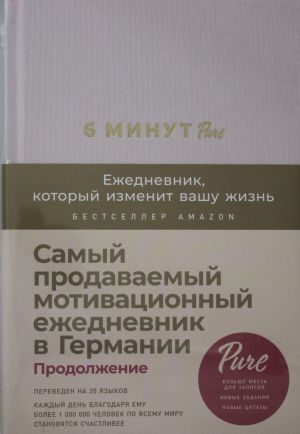 6 МИНУТ Pure
Ежедневник,
который изменит вашу жизнь
БЕСТСЕЛЛЕР AMAZON
Самый
продаваемый
мотивационный
ежедневник
в Германии
Продолжение
ПЕРЕВЕДЕН НА 20 ЯЗЫКОВ
КАЖДЫЙ ДЕНЬ БЛАГОДАРЯ ЕМУ
БОЛЕЕ 1 000 000 ЧЕЛОВЕК ПО ВСЕМУ МИРУ
СТАНОВЯТСЯ СЧАСТЛИВЕЕ
Pure
БОЛЬШЕ МЕСТА
ДЛЯ ЗАПИСЕЙ
НОВЫЕ ЗАДАНИЯ
НОВЫЕ ЦИТАТЫ